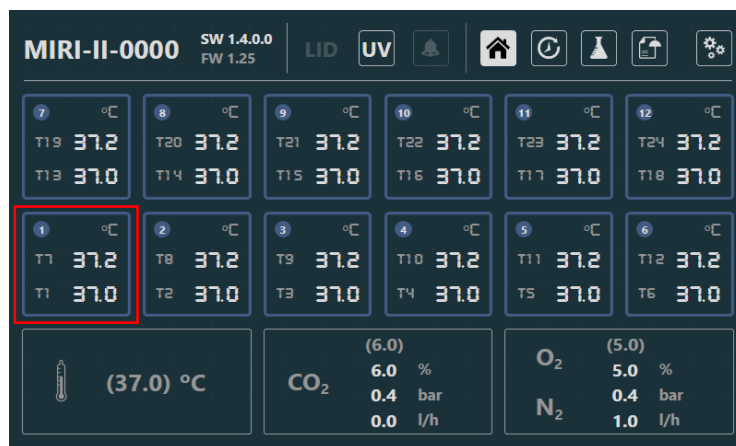 MIRI-II-0000 SW 1.4.0.0 LID UV
FW 1.25
7 °C 8 °C 9 °C 10 °C 11 °C 12 °C
T19 37.2 T20 37.2 T21 37.2 T22 37.2 T23 37.2 T24 37.2
T13 37.0 T14 37.0 T15 37.0 T16 37.0 T17 37.0 T18 37.0
1 °C 2 °C 3 °C 4 °C 5 °C 6 °C
T7 37.2 T8 37.2 T9 37.2 T10 37.2 T11 37.2 T12 37.2
T1 37.0 T2 37.0 T3 37.0 T4 37.0 T5 37.0 T6 37.0
(37.0) °C
CO₂
(6.0)
6.0 %
0.4 bar
0.0 l/h
O₂
N₂
(5.0)
5.0 %
0.4 bar
1.0 l/h